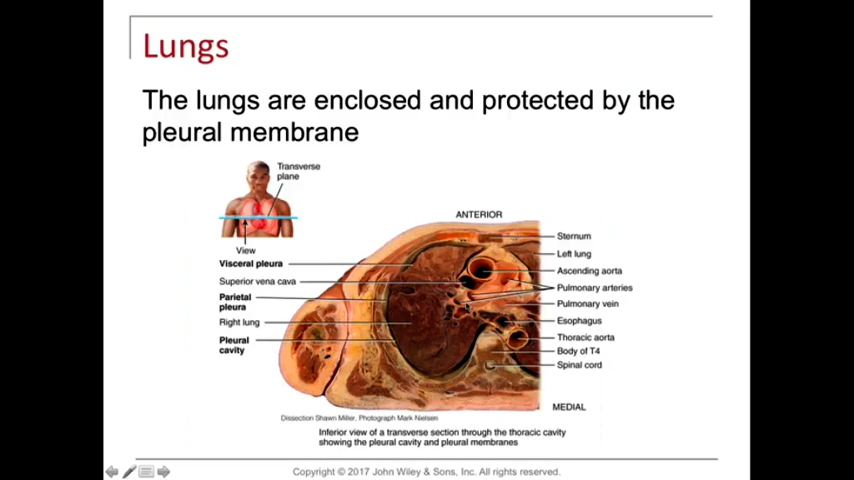 Lungs
The lungs are enclosed and protected by the
pleural membrane
Transverse
plane
View
ANTERIOR
Visceral pleura
Superior vena cava
Parietal
pleura
Right lung
Pleural
cavity
Sternum
Left lung
Ascending aorta
Pulmonary arteries
Pulmonary vein
Esophagus
Thoracic aorta
Body of T4
Spinal cord
MEDIAL
Dissection Shawn Miller, Photograph Mark Nielsen
Inferior view of a transverse section through the thoracic cavity
showing the pleural cavity and pleural membranes
Copyright © 2017 John Wiley & Sons, Inc. All rights reserved.